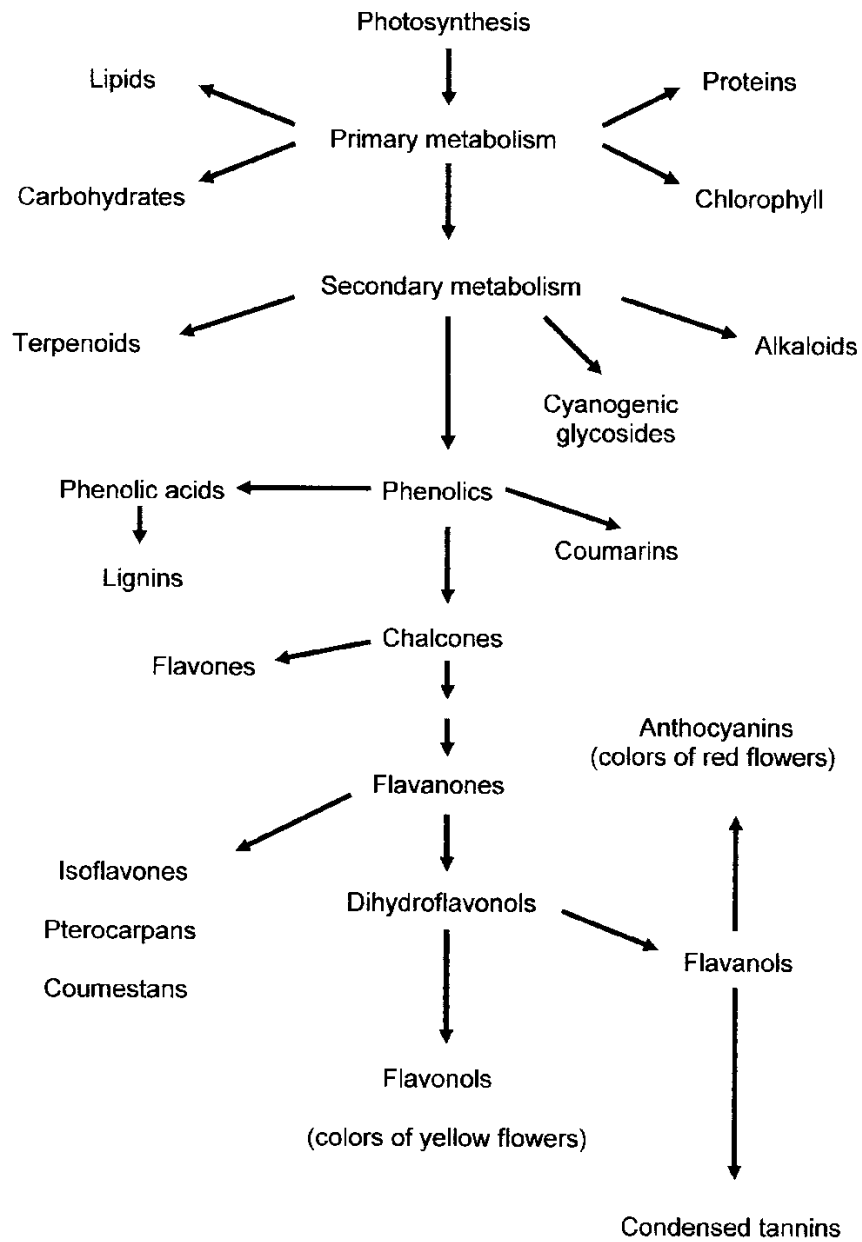 Photosynthesis
Lipids
Proteins
Primary metabolism
Carbohydrates
Chlorophyll
Secondary metabolism
Terpenoids
Alkaloids
Cyanogenic
glycosides
Phenolic acids
Phenolics
Coumarins
Lignins
Chalcones
Flavones
Anthocyanins
(colors of red flowers)
Flavanones
Isoflavones
Dihydroflavonols
Pterocarpans
Flavanols
Coumestans
Flavonols
(colors of yellow flowers)
Condensed tannins